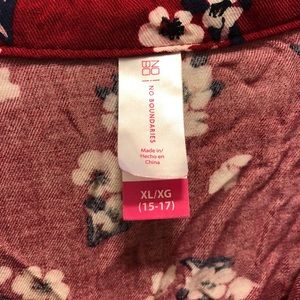 NO
BO
NO BOUNDARIES
Made in/
Hecho en
China
XL/XG
(15-17)